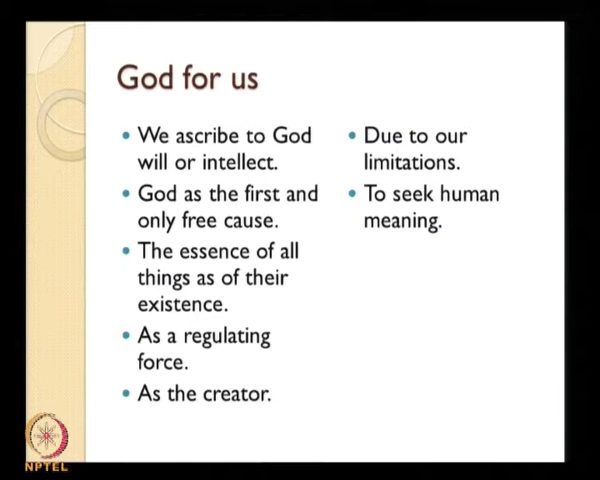 God for us
• We ascribe to God
will or intellect.
• God as the first and
only free cause.
• The essence of all
things as of their
existence.
• As a regulating
force.
• As the creator.
• Due to our
limitations.
• To seek human
meaning.
NPTEL